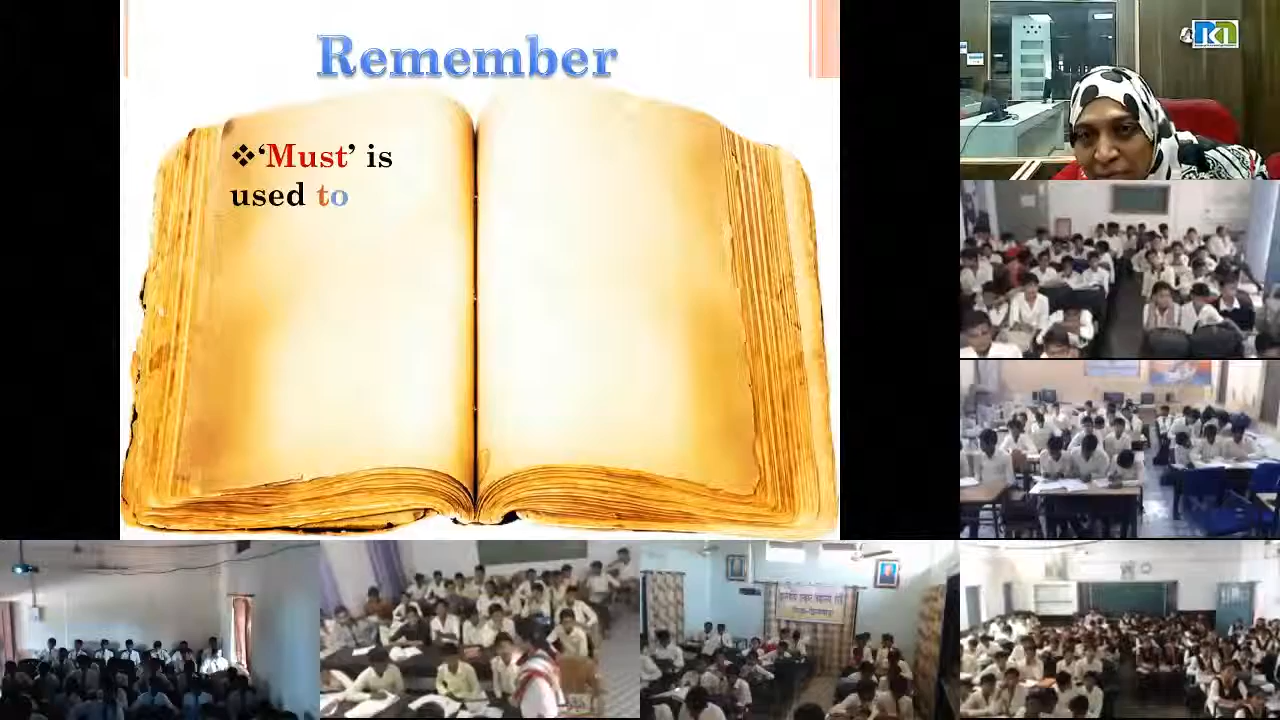 Remember
❖‘Must’ is
used to